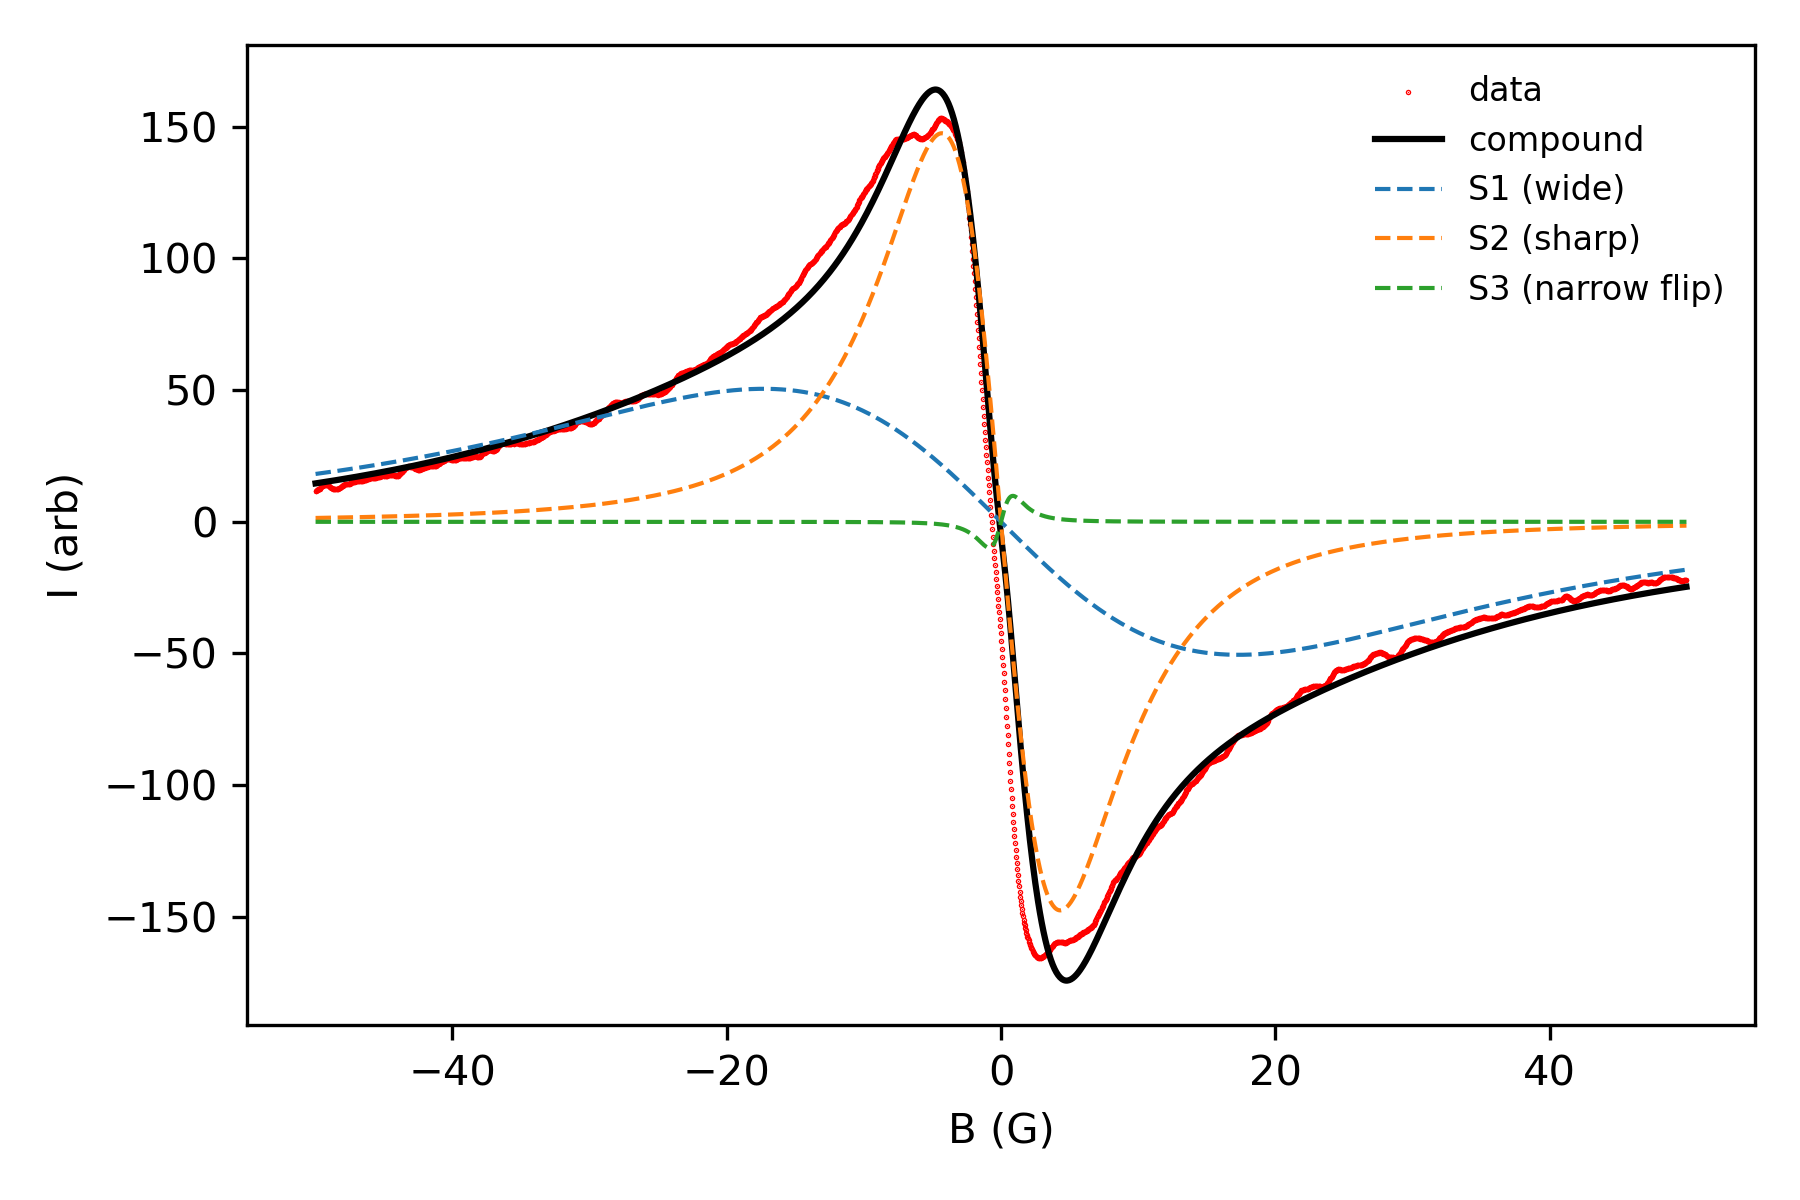 data
compound
S1 (wide)
S2 (sharp)
S3 (narrow flip)
150
100
50
0
−50
−100
−150
I (arb)
−40 −20 0 20 40
B (G)